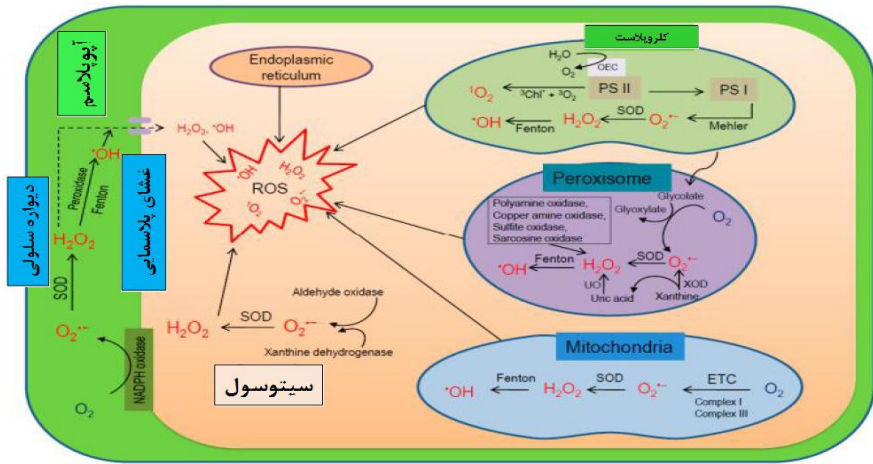 آپوپلاسم
دیواره سلولی
غشای پلاسمایی
H₂O₂, •OH
•OH
Peroxidase
Fenton
H₂O₂
SOD
O₂•−
NADPH oxidase
O₂
Endoplasmic
reticulum
ROS
•OH
H₂O₂
¹O₂
O₂•−
H₂O₂
SOD
O₂•−
Aldehyde oxidase
Xanthine dehydrogenase
سیتوسول
کلروپلاست
H₂O
O₂
OEC
¹O₂
³Chl* + ³O₂
PS II
PS I
•OH
Fenton
H₂O₂
SOD
O₂•−
Mehler
Peroxisome
Polyamine oxidase,
Copper amine oxidase,
Sulfite oxidase,
Sarcosine oxidase
Glycolate
Glyoxylate
O₂
•OH
Fenton
H₂O₂
SOD
O₂•−
UO
XOD
Uric acid
Xanthine
Mitochondria
•OH
Fenton
H₂O₂
SOD
O₂•−
ETC
O₂
Complex I
Complex III